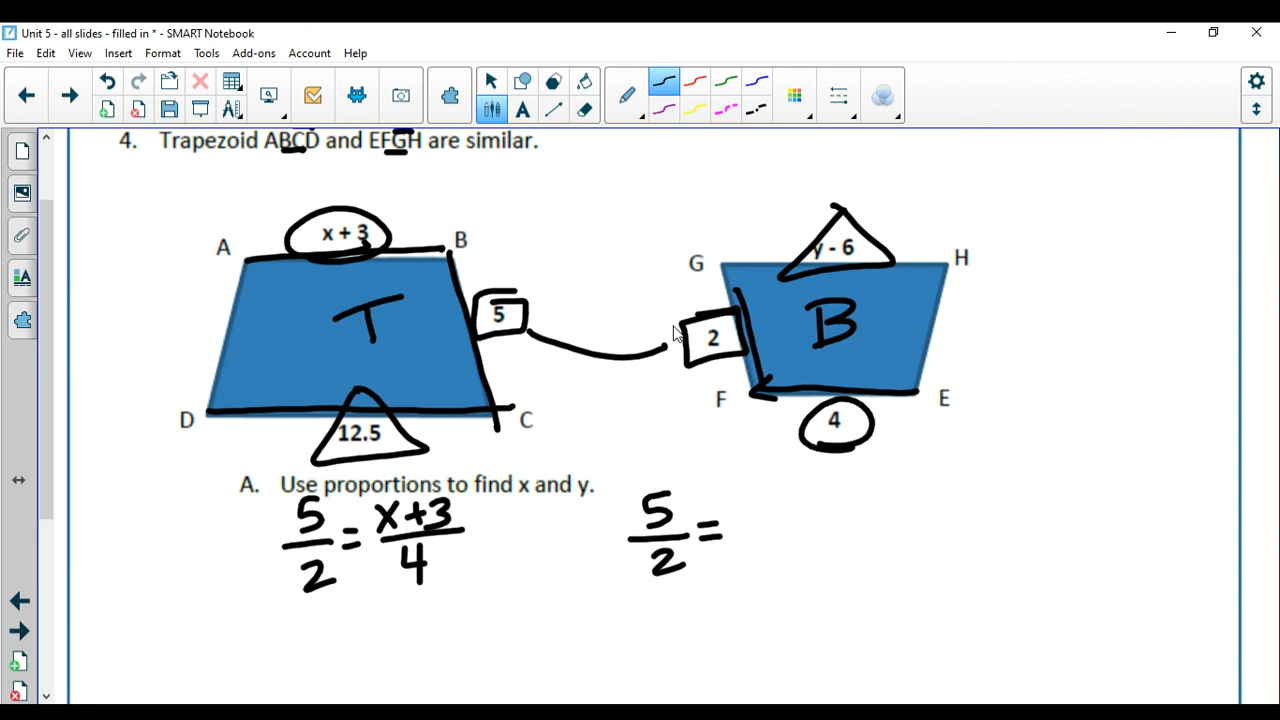 Unit 5 - all slides - filled in * - SMART Notebook
File Edit View Insert Format Tools Add-ons Account Help
4. Trapezoid ABCD and EFGH are similar.
x + 3
A B
T
5
D C
12.5
y - 6
G H
B
2
F E
4
A. Use proportions to find x and y.
5/2 = x+3/4
5/2 =